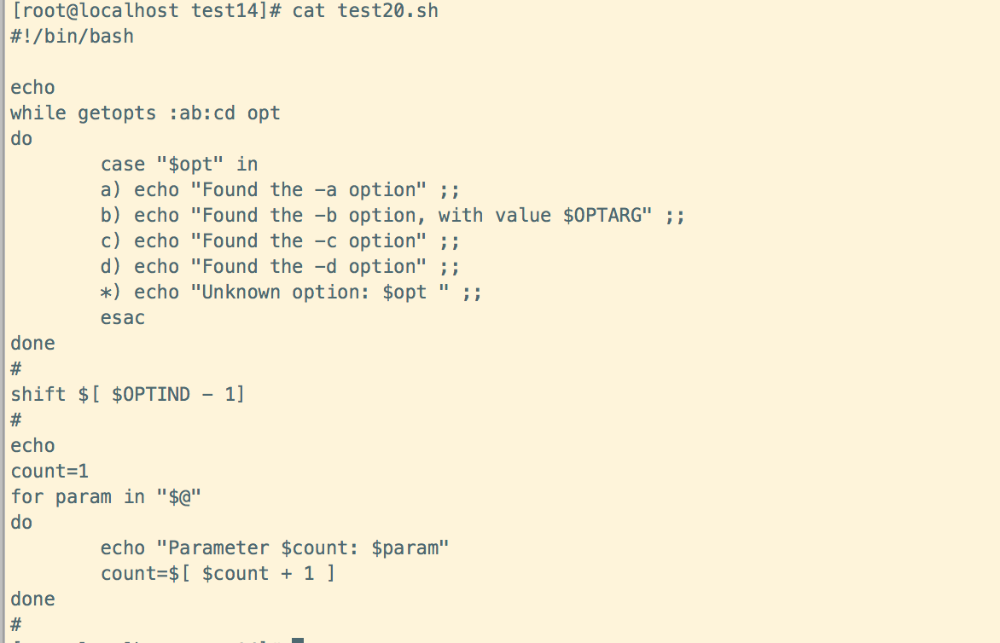 [root@localhost test14]# cat test20.sh
#!/bin/bash

echo
while getopts :ab:cd opt
do
        case "$opt" in
        a) echo "Found the -a option" ;;
        b) echo "Found the -b option, with value $OPTARG" ;;
        c) echo "Found the -c option" ;;
        d) echo "Found the -d option" ;;
        *) echo "Unknown option: $opt " ;;
        esac
done
#
shift $[ $OPTIND - 1]
#
echo
count=1
for param in "$@"
do
        echo "Parameter $count: $param"
        count=$[ $count + 1 ]
done
#